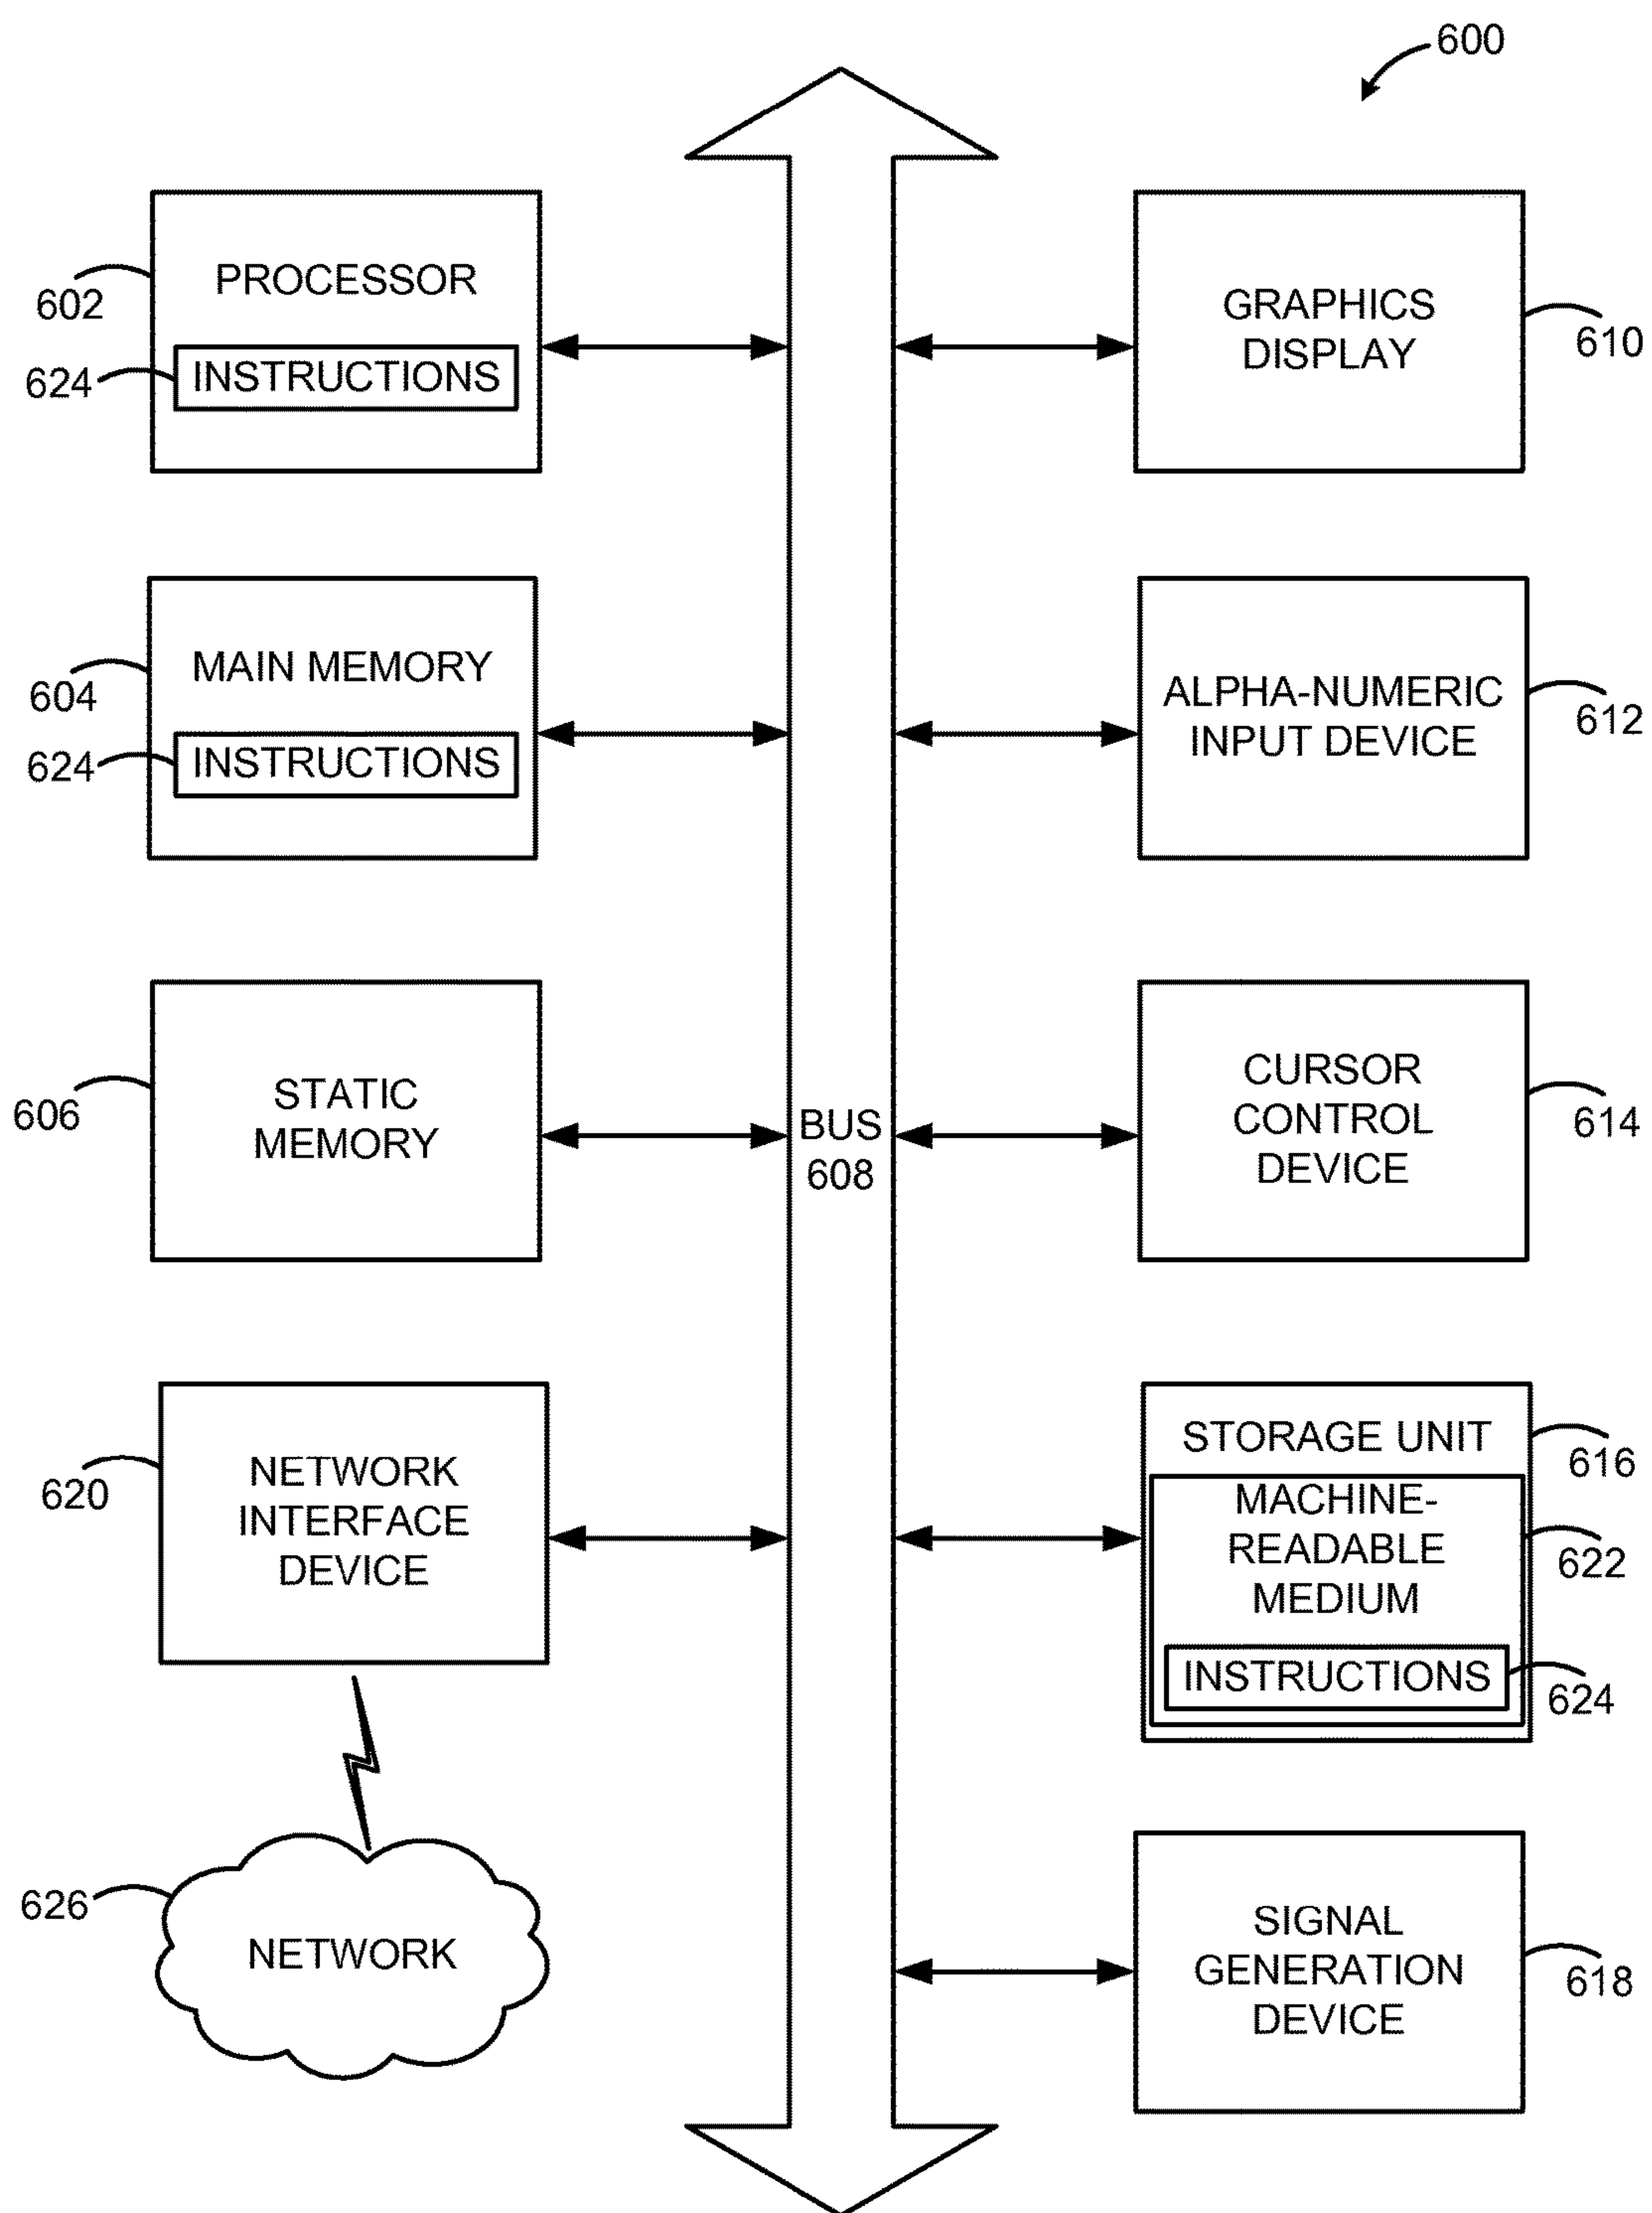 600
PROCESSOR
602
624
INSTRUCTIONS
GRAPHICS
DISPLAY
610
MAIN MEMORY
604
624
INSTRUCTIONS
ALPHA-NUMERIC
INPUT DEVICE
612
STATIC
MEMORY
606
BUS
608
CURSOR
CONTROL
DEVICE
614
NETWORK
INTERFACE
DEVICE
620
STORAGE UNIT
616
MACHINE-
READABLE
MEDIUM
622
INSTRUCTIONS
624
626
NETWORK
SIGNAL
GENERATION
DEVICE
618